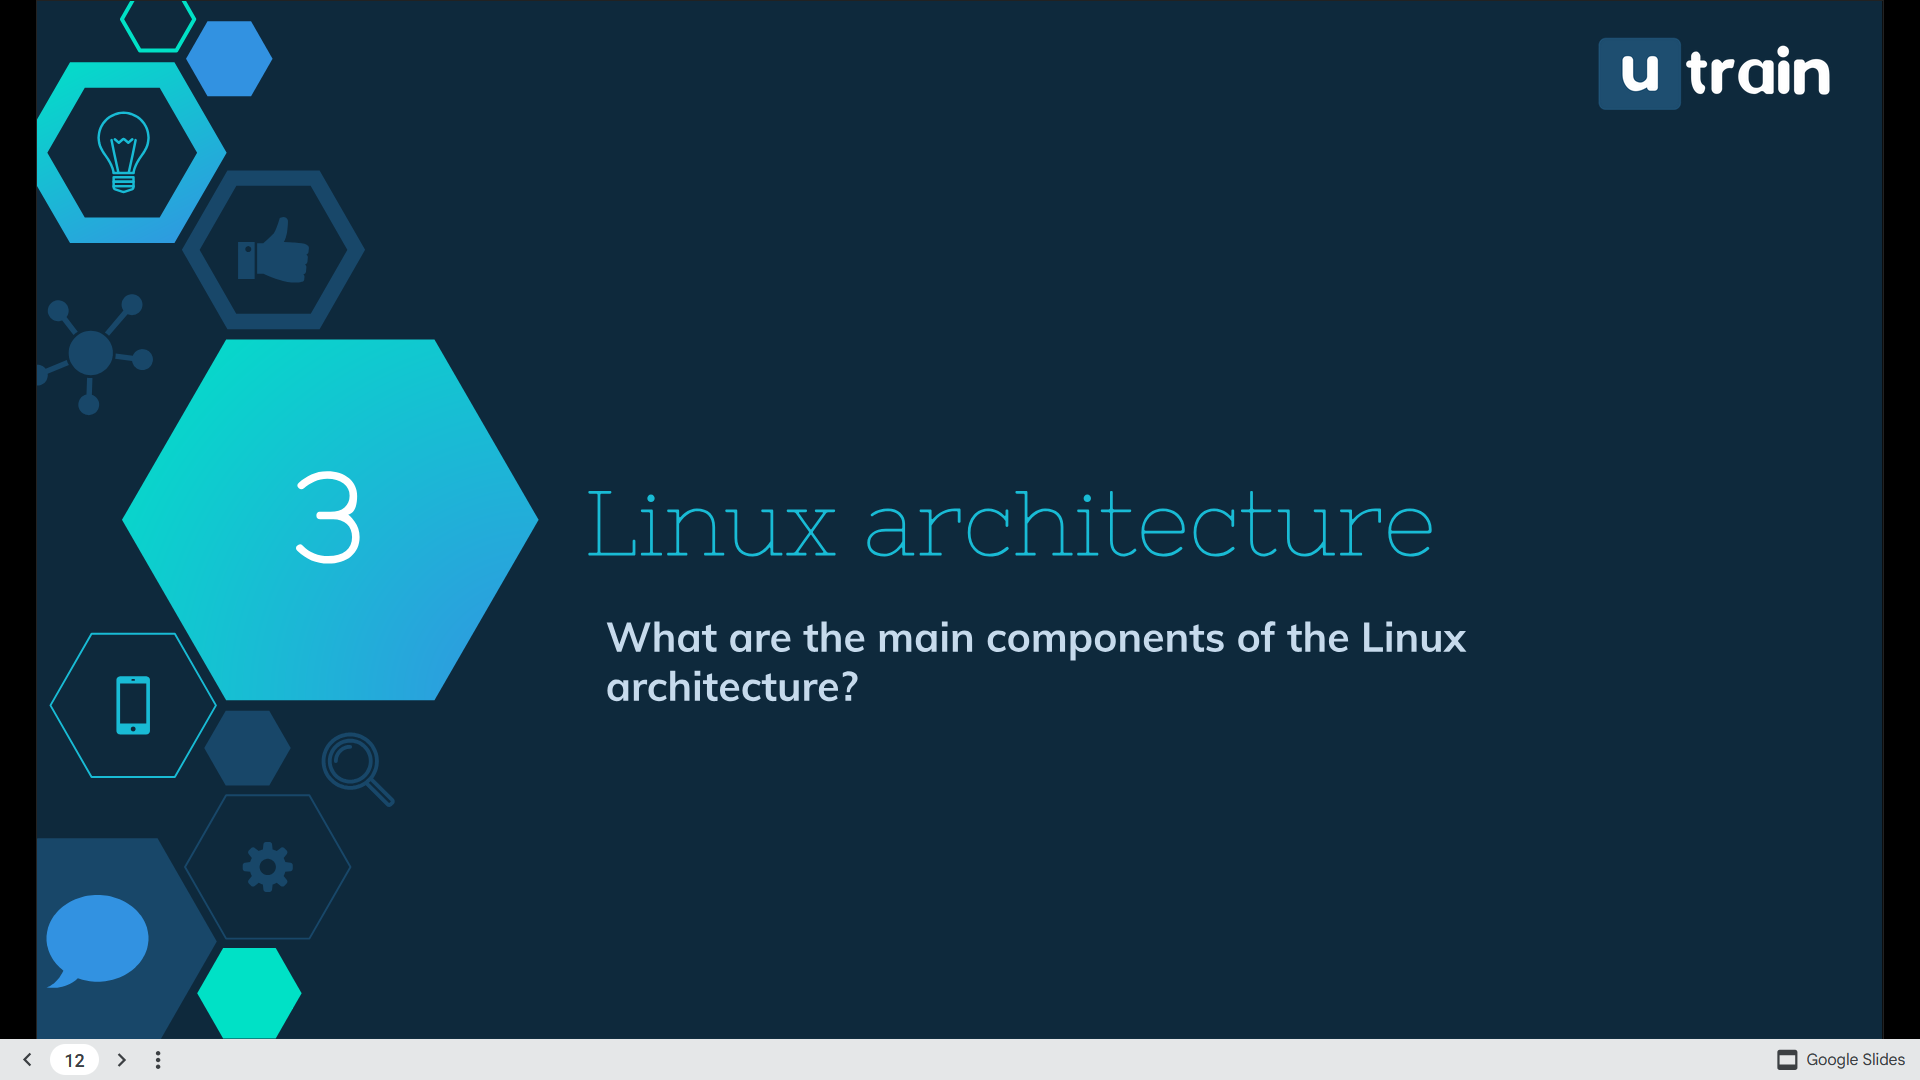 u train
3
Linux architecture
What are the main components of the Linux
architecture?
12
Google Slides